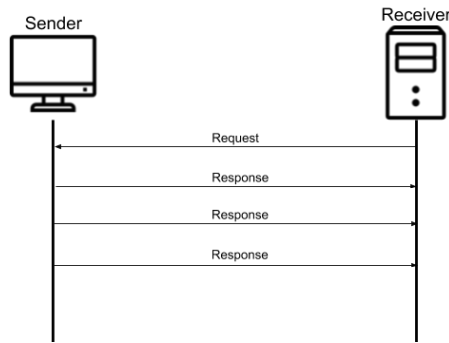 Sender
Receiver
Request
Response
Response
Response